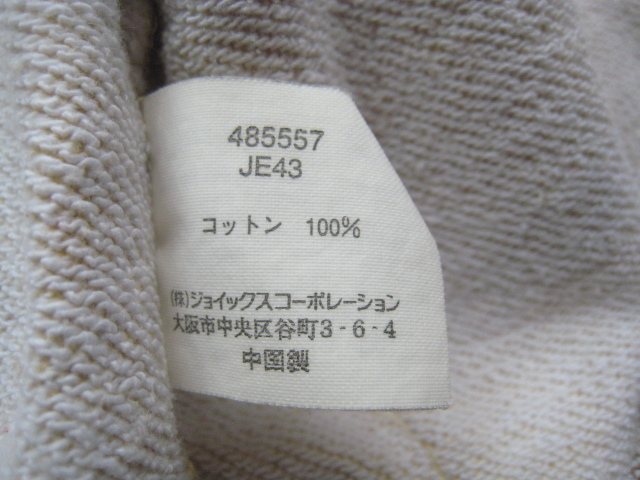 485557
JE43
コットン 100%
(株)ジョイックスコーポレーション
大阪市中央区谷町3-6-4
中国製